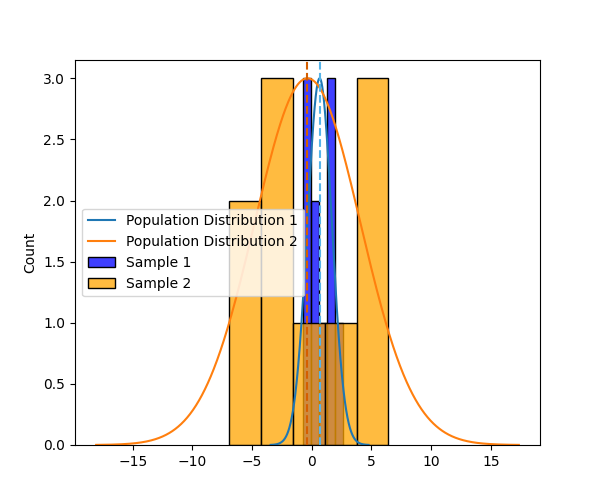 3.0
2.5
2.0
1.5
1.0
0.5
0.0
Count
Population Distribution 1
Population Distribution 2
Sample 1
Sample 2
−15
−10
−5
0
5
10
15